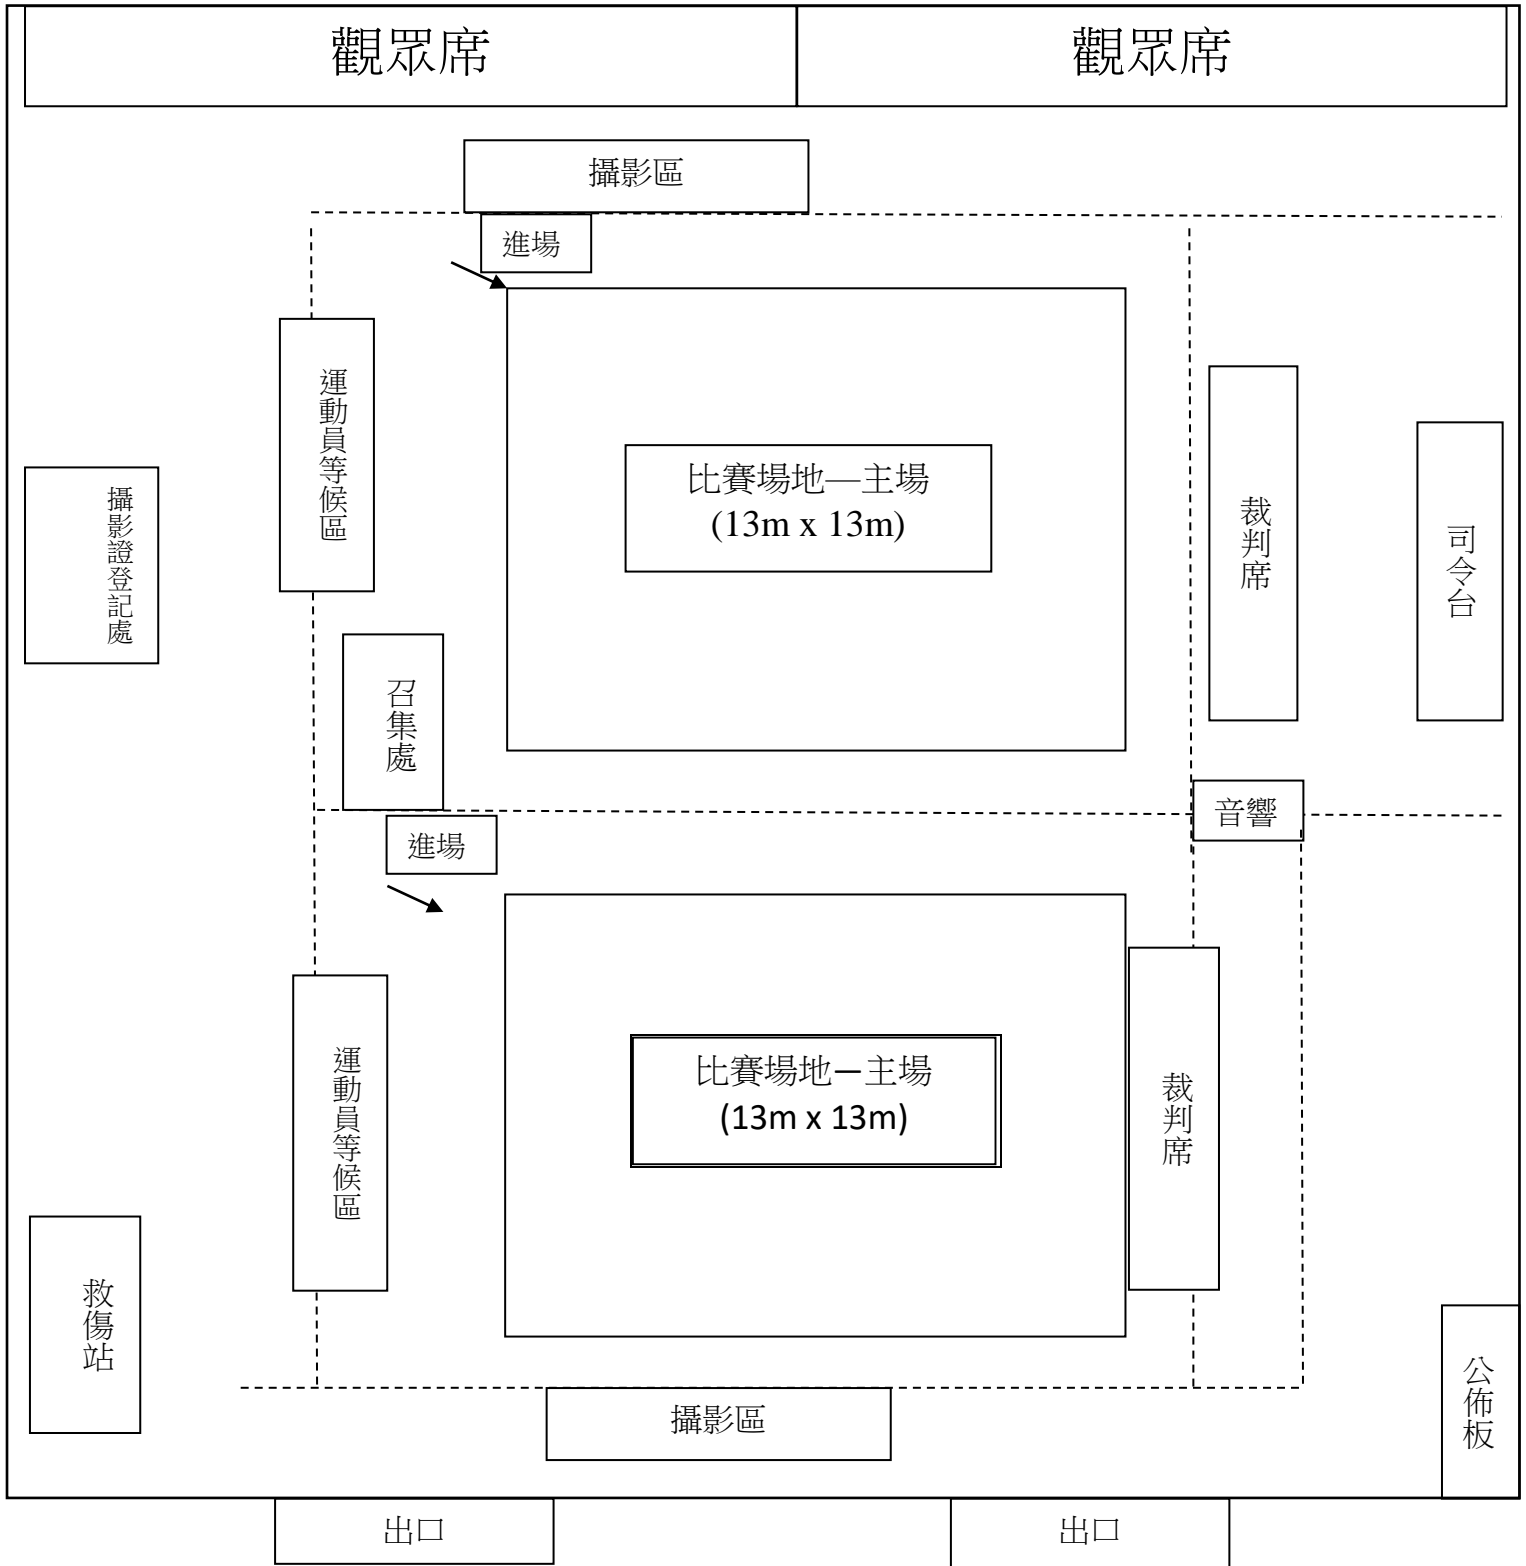 觀眾席
觀眾席
攝影區
進場
運動員等候區
比賽場地—主場
(13m x 13m)
裁判席
司令台
攝影證登記處
召集處
音響
進場
運動員等候區
比賽場地－主場
(13m x 13m)
裁判席
救傷站
公佈板
攝影區
出口
出口